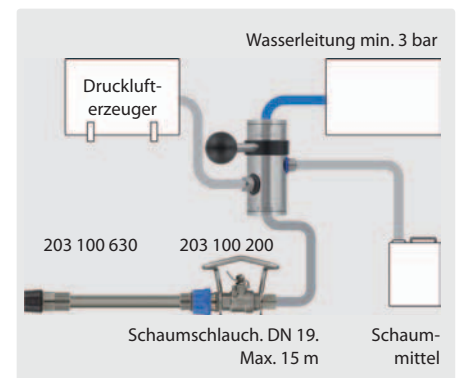 Wasserleitung min. 3 bar
Druckluft-
erzeuger
203 100 630
203 100 200
Schaumschlauch. DN 19.
Max. 15 m
Schaum-
mittel